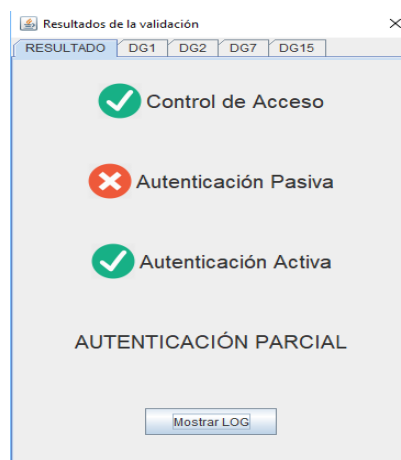 Resultados de la validación
RESULTADO DG1 DG2 DG7 DG15
Control de Acceso
Autenticación Pasiva
Autenticación Activa
AUTENTICACIÓN PARCIAL
Mostrar LOG